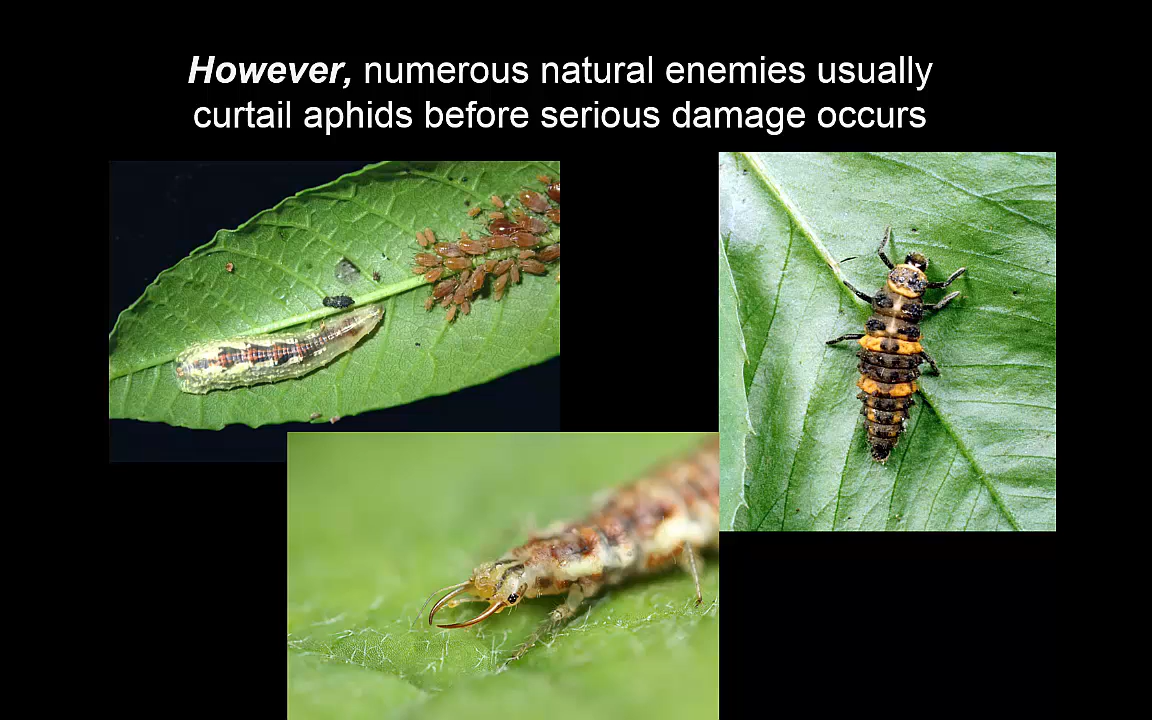 However, numerous natural enemies usually
curtail aphids before serious damage occurs